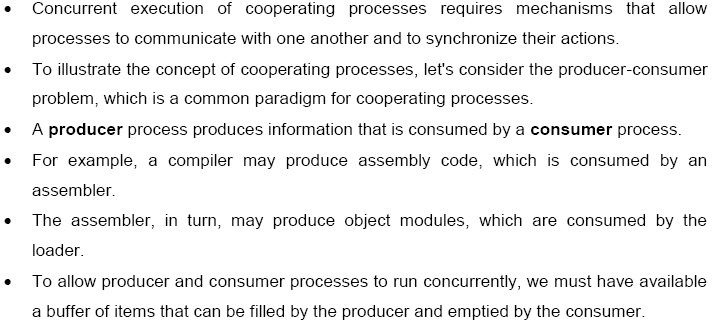 • Concurrent execution of cooperating processes requires mechanisms that allow
processes to communicate with one another and to synchronize their actions.
• To illustrate the concept of cooperating processes, let's consider the producer-consumer
problem, which is a common paradigm for cooperating processes.
• A producer process produces information that is consumed by a consumer process.
• For example, a compiler may produce assembly code, which is consumed by an
assembler.
• The assembler, in turn, may produce object modules, which are consumed by the
loader.
• To allow producer and consumer processes to run concurrently, we must have available
a buffer of items that can be filled by the producer and emptied by the consumer.